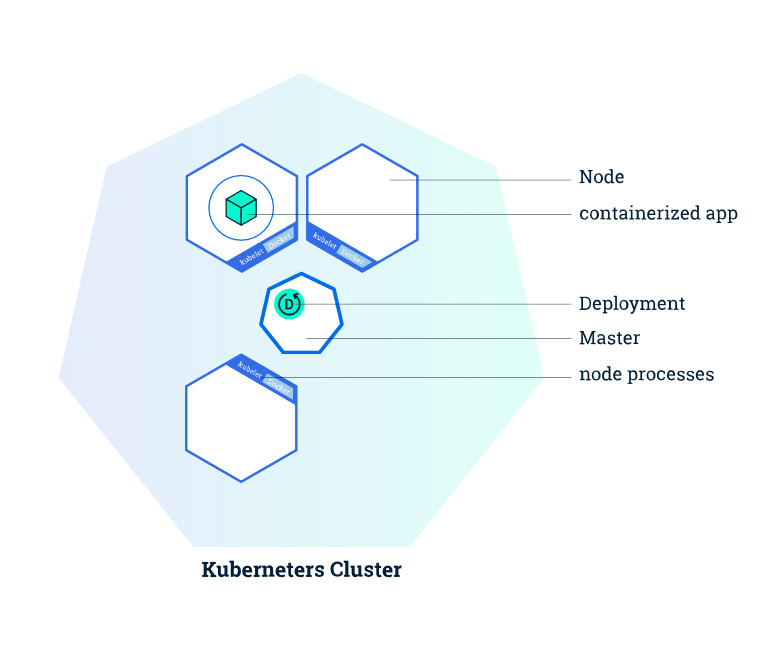 Node
containerized app
kubelet Docker
kubelet Docker
D
Deployment
Master
kubelet Docker
node processes
Kuberneters Cluster